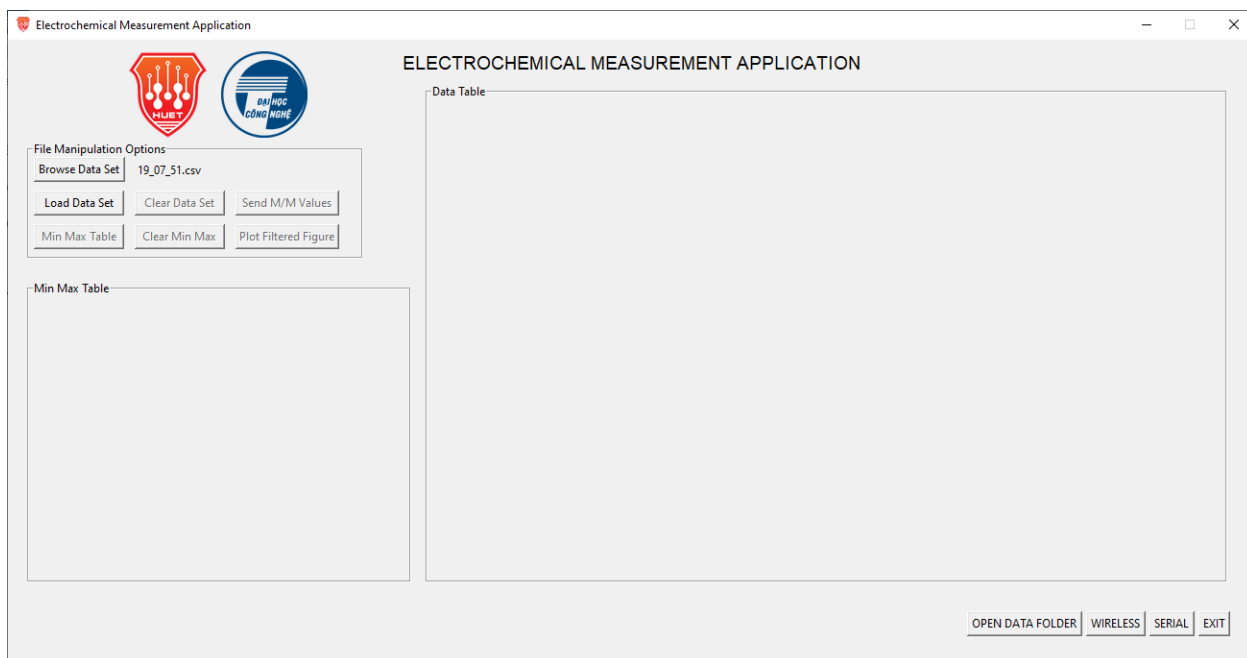 Electrochemical Measurement Application
ELECTROCHEMICAL MEASUREMENT APPLICATION
HUET
ĐẠI HỌC
CÔNG NGHỆ
File Manipulation Options
Browse Data Set 19_07_51.csv
Load Data Set Clear Data Set Send M/M Values
Min Max Table Clear Min Max Plot Filtered Figure
Min Max Table
Data Table
OPEN DATA FOLDER WIRELESS SERIAL EXIT